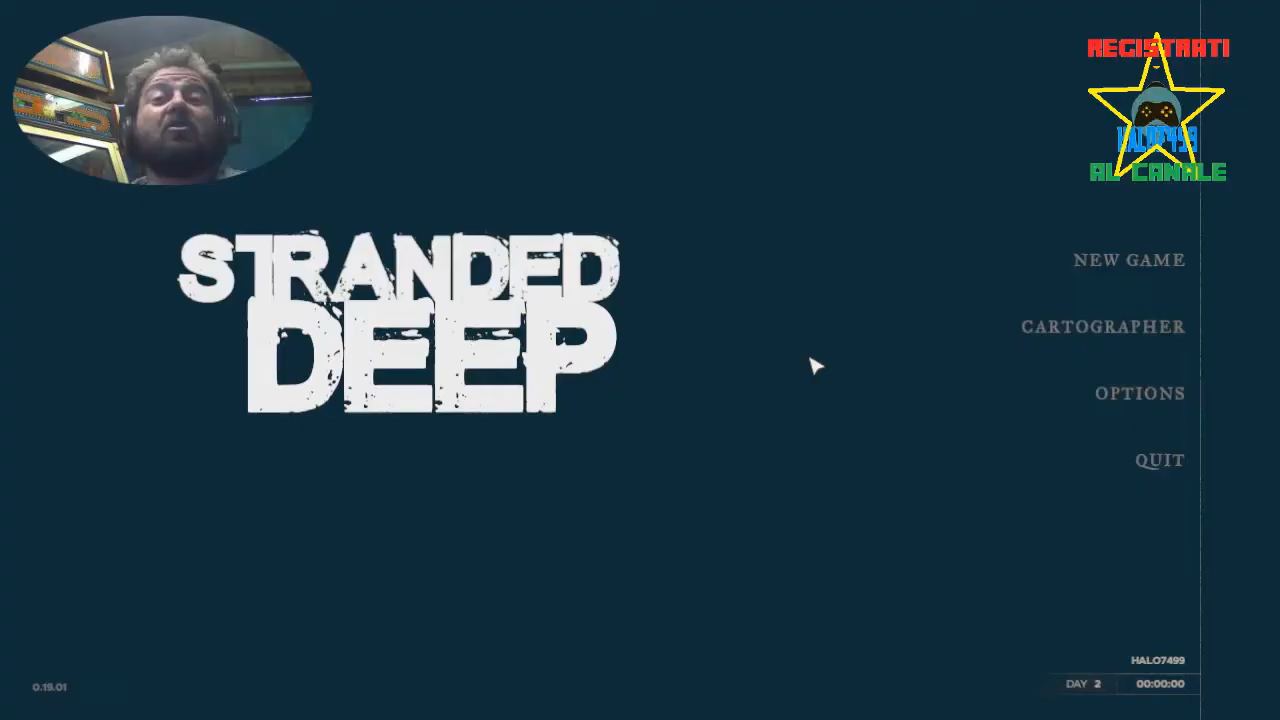 REGISTRATI
HALO7499
AL CANALE
STRANDED
DEEP
NEW GAME
CARTOGRAPHER
OPTIONS
QUIT
HALO7499
DAY 2 00:00:00
0.19.01